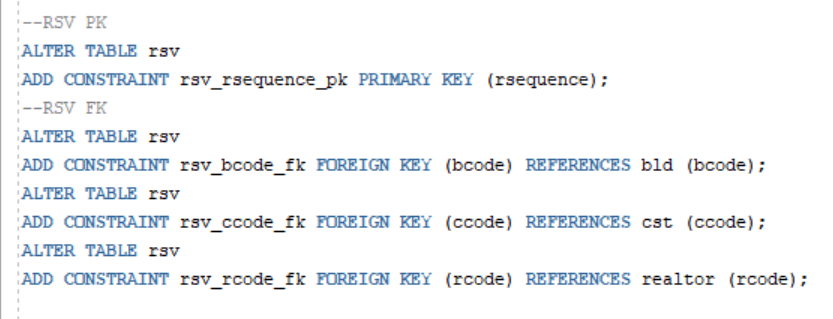 --RSV PK
ALTER TABLE rsv
ADD CONSTRAINT rsv_rsequence_pk PRIMARY KEY (rsequence);
--RSV FK
ALTER TABLE rsv
ADD CONSTRAINT rsv_bcode_fk FOREIGN KEY (bcode) REFERENCES bld (bcode);
ALTER TABLE rsv
ADD CONSTRAINT rsv_ccode_fk FOREIGN KEY (ccode) REFERENCES cst (ccode);
ALTER TABLE rsv
ADD CONSTRAINT rsv_rcode_fk FOREIGN KEY (rcode) REFERENCES realtor (rcode);